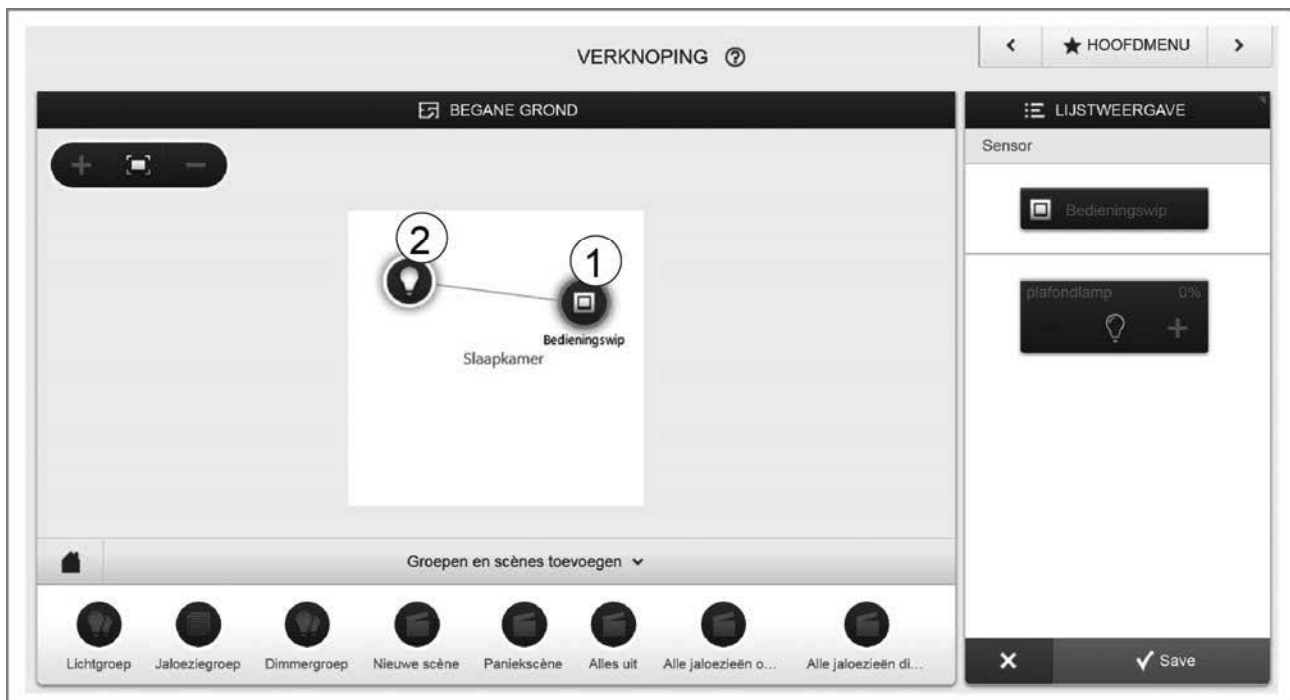 VERKNOPING ?
HOOFDMENU
BEGANE GROND
LIJSTWEERGAVE
Sensor
Bedieningswip
plafondlamp 0%
2
1
Bedieningswip
Slaapkamer
Groepen en scènes toevoegen
Lichtgroep Jaloeziegroep Dimmergroep Nieuwe scène Paniekscène Alles uit Alle jaloezieën o... Alle jaloezieën di...
Save